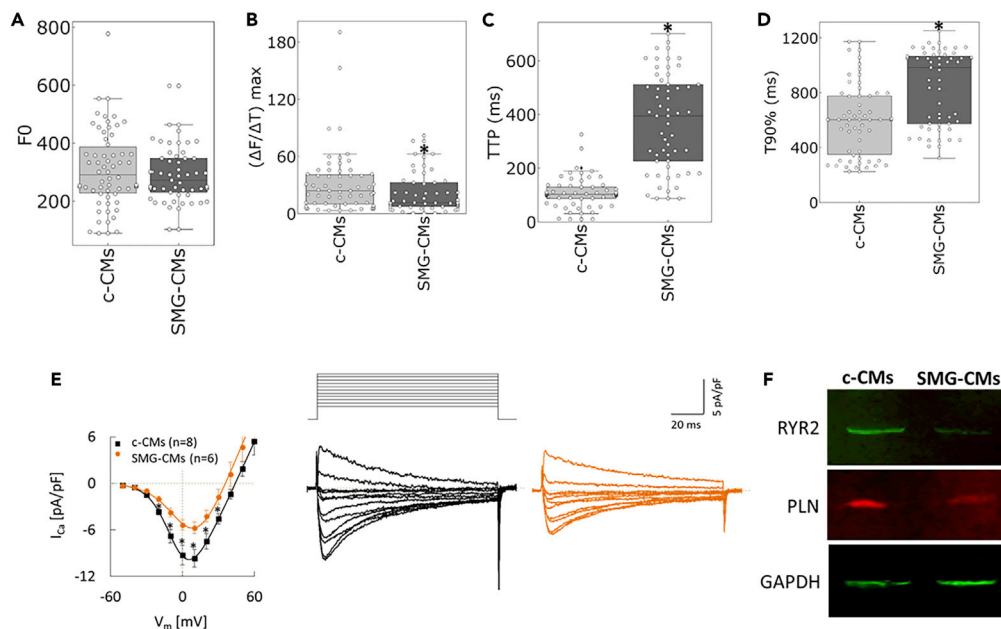 A
F0
800
600
400
200
c-CMs
SMG-CMs
B
(ΔF/ΔT) max
180
120
60
0
*
c-CMs
SMG-CMs
C
TTP (ms)
600
400
200
0
*
c-CMs
SMG-CMs
D
T90% (ms)
1200
800
400
0
*
c-CMs
SMG-CMs
E
I_Ca [pA/pF]
6
0
-6
-12
c-CMs (n=8)
SMG-CMs (n=6)
* * * * * *
-60 0 60
V_m [mV]
5 pA/pF
20 ms
F
c-CMs SMG-CMs
RYR2
PLN
GAPDH